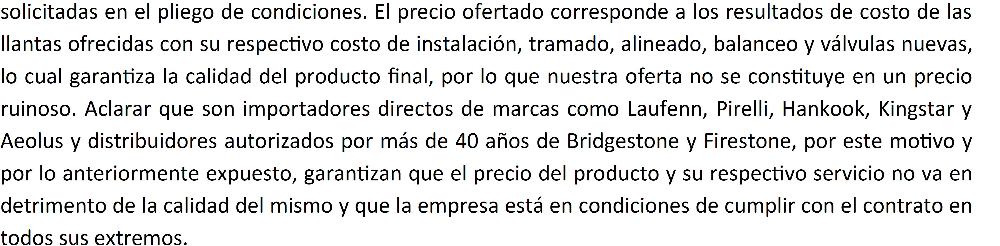 solicitadas en el pliego de condiciones. El precio ofertado corresponde a los resultados de costo de las
llantas ofrecidas con su respectivo costo de instalación, tramado, alineado, balanceo y válvulas nuevas,
lo cual garantiza la calidad del producto final, por lo que nuestra oferta no se constituye en un precio
ruinoso. Aclarar que son importadores directos de marcas como Laufenn, Pirelli, Hankook, Kingstar y
Aeolus y distribuidores autorizados por más de 40 años de Bridgestone y Firestone, por este motivo y
por lo anteriormente expuesto, garantizan que el precio del producto y su respectivo servicio no va en
detrimento de la calidad del mismo y que la empresa está en condiciones de cumplir con el contrato en
todos sus extremos.